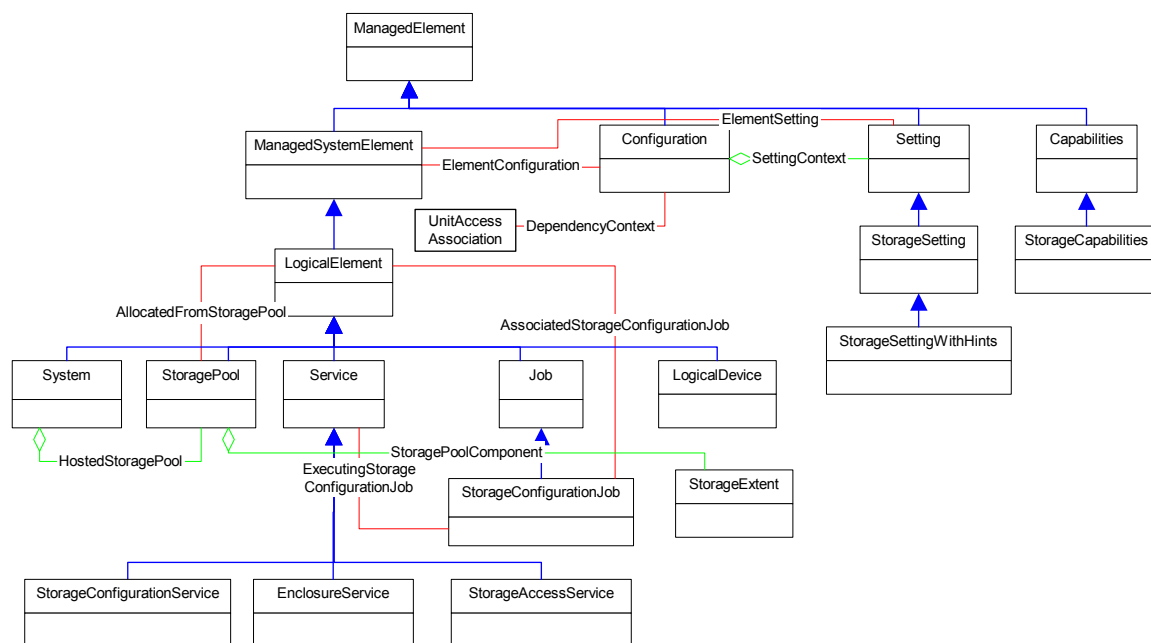 ManagedElement
ElementSetting
ManagedSystemElement
Configuration
Setting
Capabilities
ElementConfiguration
SettingContext
UnitAccess
Association
DependencyContext
StorageSetting
StorageCapabilities
LogicalElement
AllocatedFromStoragePool
AssociatedStorageConfigurationJob
StorageSettingWithHints
System
StoragePool
Service
Job
LogicalDevice
HostedStoragePool
StoragePoolComponent
ExecutingStorage
ConfigurationJob
StorageConfigurationJob
StorageExtent
StorageConfigurationService
EnclosureService
StorageAccessService